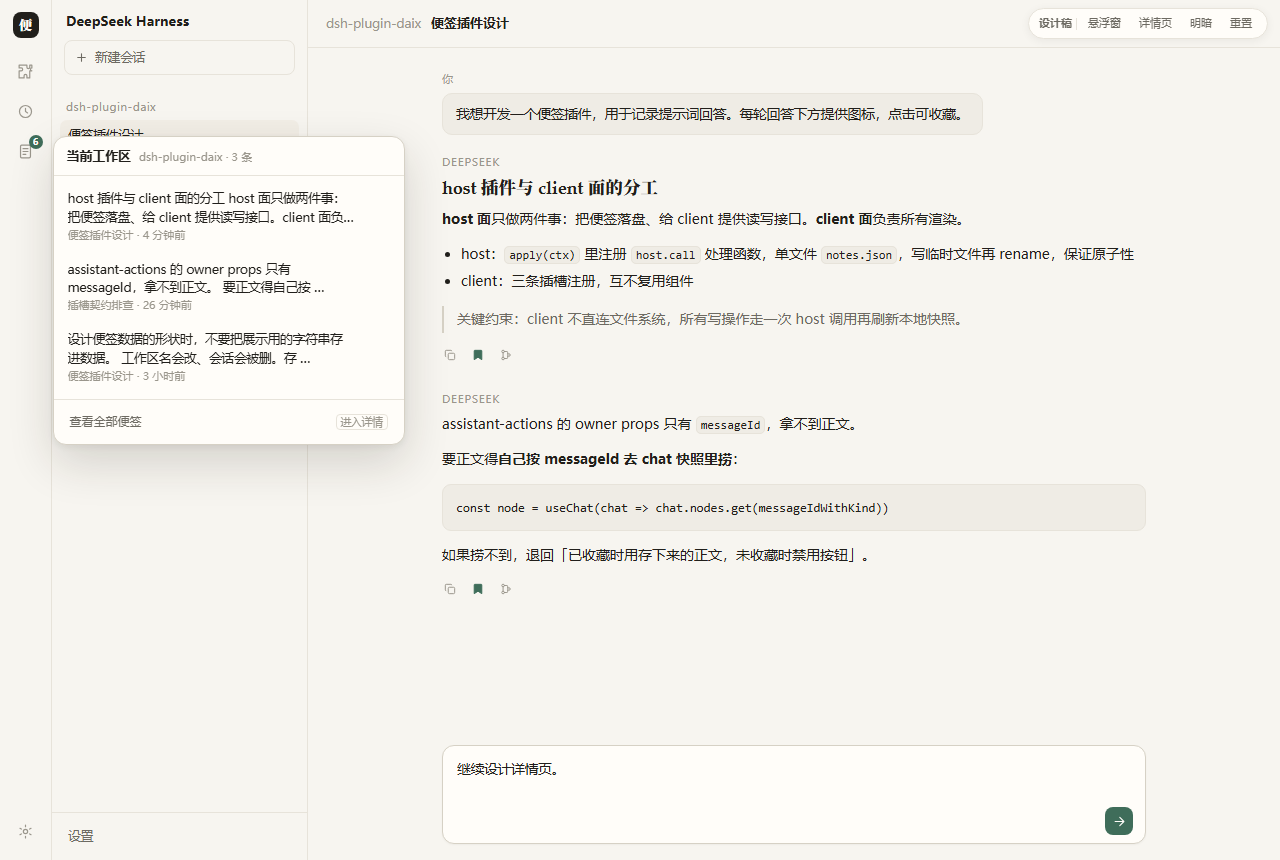 便
DeepSeek Harness
+ 新建会话
dsh-plugin-daix
便签插件设计
6
当前工作区 dsh-plugin-daix · 3 条
host 插件与 client 面的分工 host 面只做两件事：
把便签落盘、给 client 提供读写接口。client 面负…
便签插件设计 · 4 分钟前
assistant-actions 的 owner props 只有
messageId，拿不到正文。 要正文得自己按 …
插槽契约排查 · 26 分钟前
设计便签数据的形状时，不要把展示用的字符串存
进数据。 工作区名会改、会话会被删。存 …
便签插件设计 · 3 小时前
查看全部便签 进入详情
设置
dsh-plugin-daix 便签插件设计
设计稿 悬浮窗 详情页 明暗 重置
你
我想开发一个便签插件，用于记录提示词回答。每轮回答下方提供图标，点击可收藏。
DEEPSEEK
host 插件与 client 面的分工
host 面只做两件事：把便签落盘、给 client 提供读写接口。client 面负责所有渲染。
• host：apply(ctx) 里注册 host.call 处理函数，单文件 notes.json，写临时文件再 rename，保证原子性
• client：三条插槽注册，互不复用组件
关键约束：client 不直连文件系统，所有写操作走一次 host 调用再刷新本地快照。
DEEPSEEK
assistant-actions 的 owner props 只有 messageId，拿不到正文。
要正文得自己按 messageId 去 chat 快照里捞：
const node = useChat(chat => chat.nodes.get(messageIdWithKind))
如果捞不到，退回「已收藏时用存下来的正文，未收藏时禁用按钮」。
继续设计详情页。